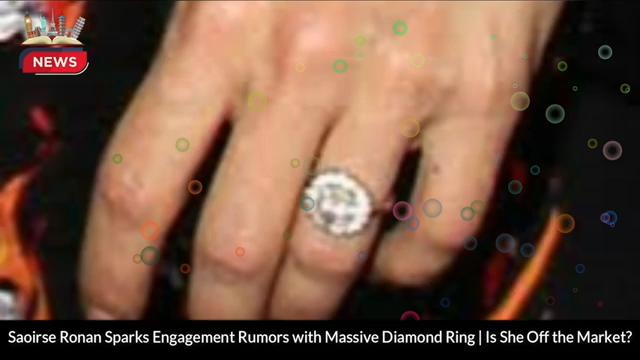 NEWS
Saoirse Ronan Sparks Engagement Rumors with Massive Diamond Ring | Is She Off the Market?